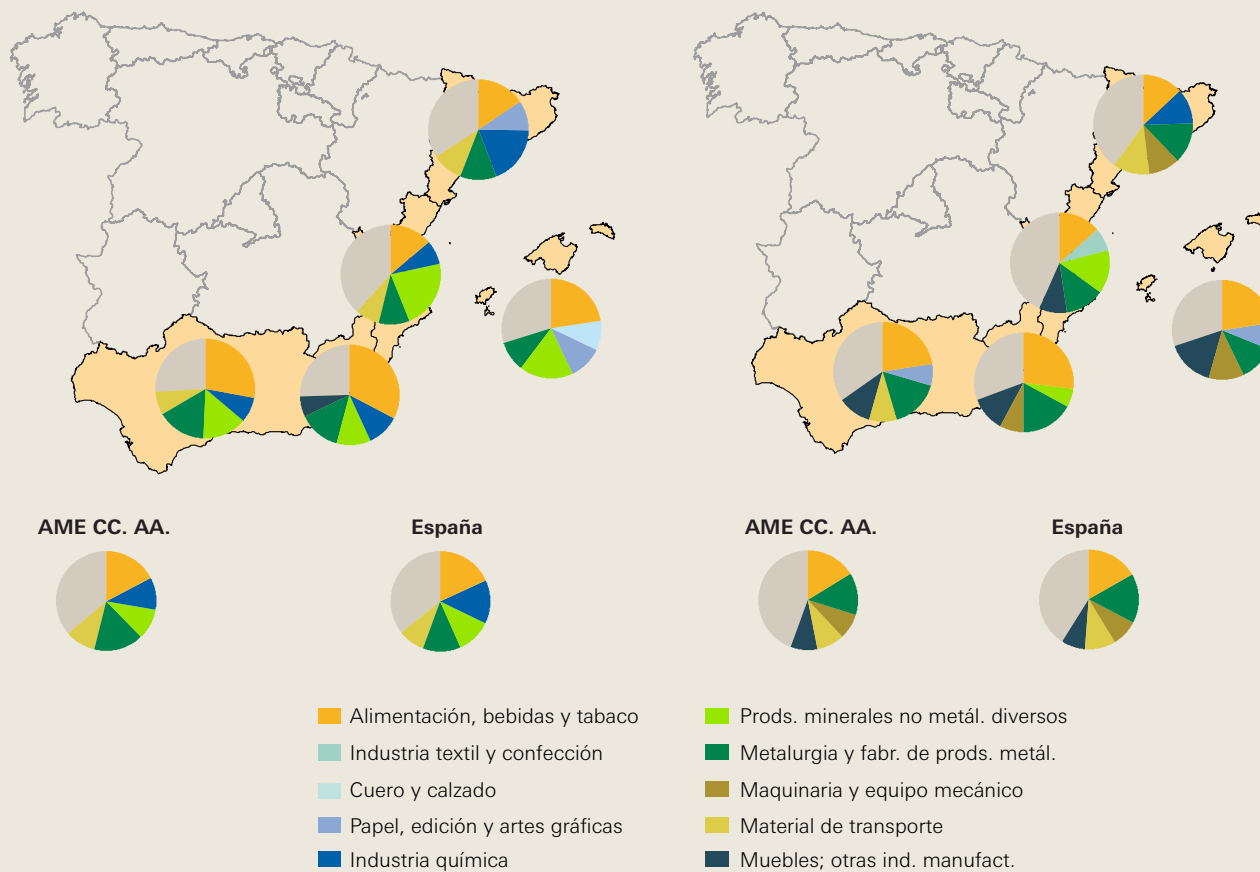 AME CC. AA.
España
AME CC. AA.
España
Alimentación, bebidas y tabaco
Industria textil y confección
Cuero y calzado
Papel, edición y artes gráficas
Industria química
Prods. minerales no metál. diversos
Metalurgia y fabr. de prods. metál.
Maquinaria y equipo mecánico
Material de transporte
Muebles; otras ind. manufact.